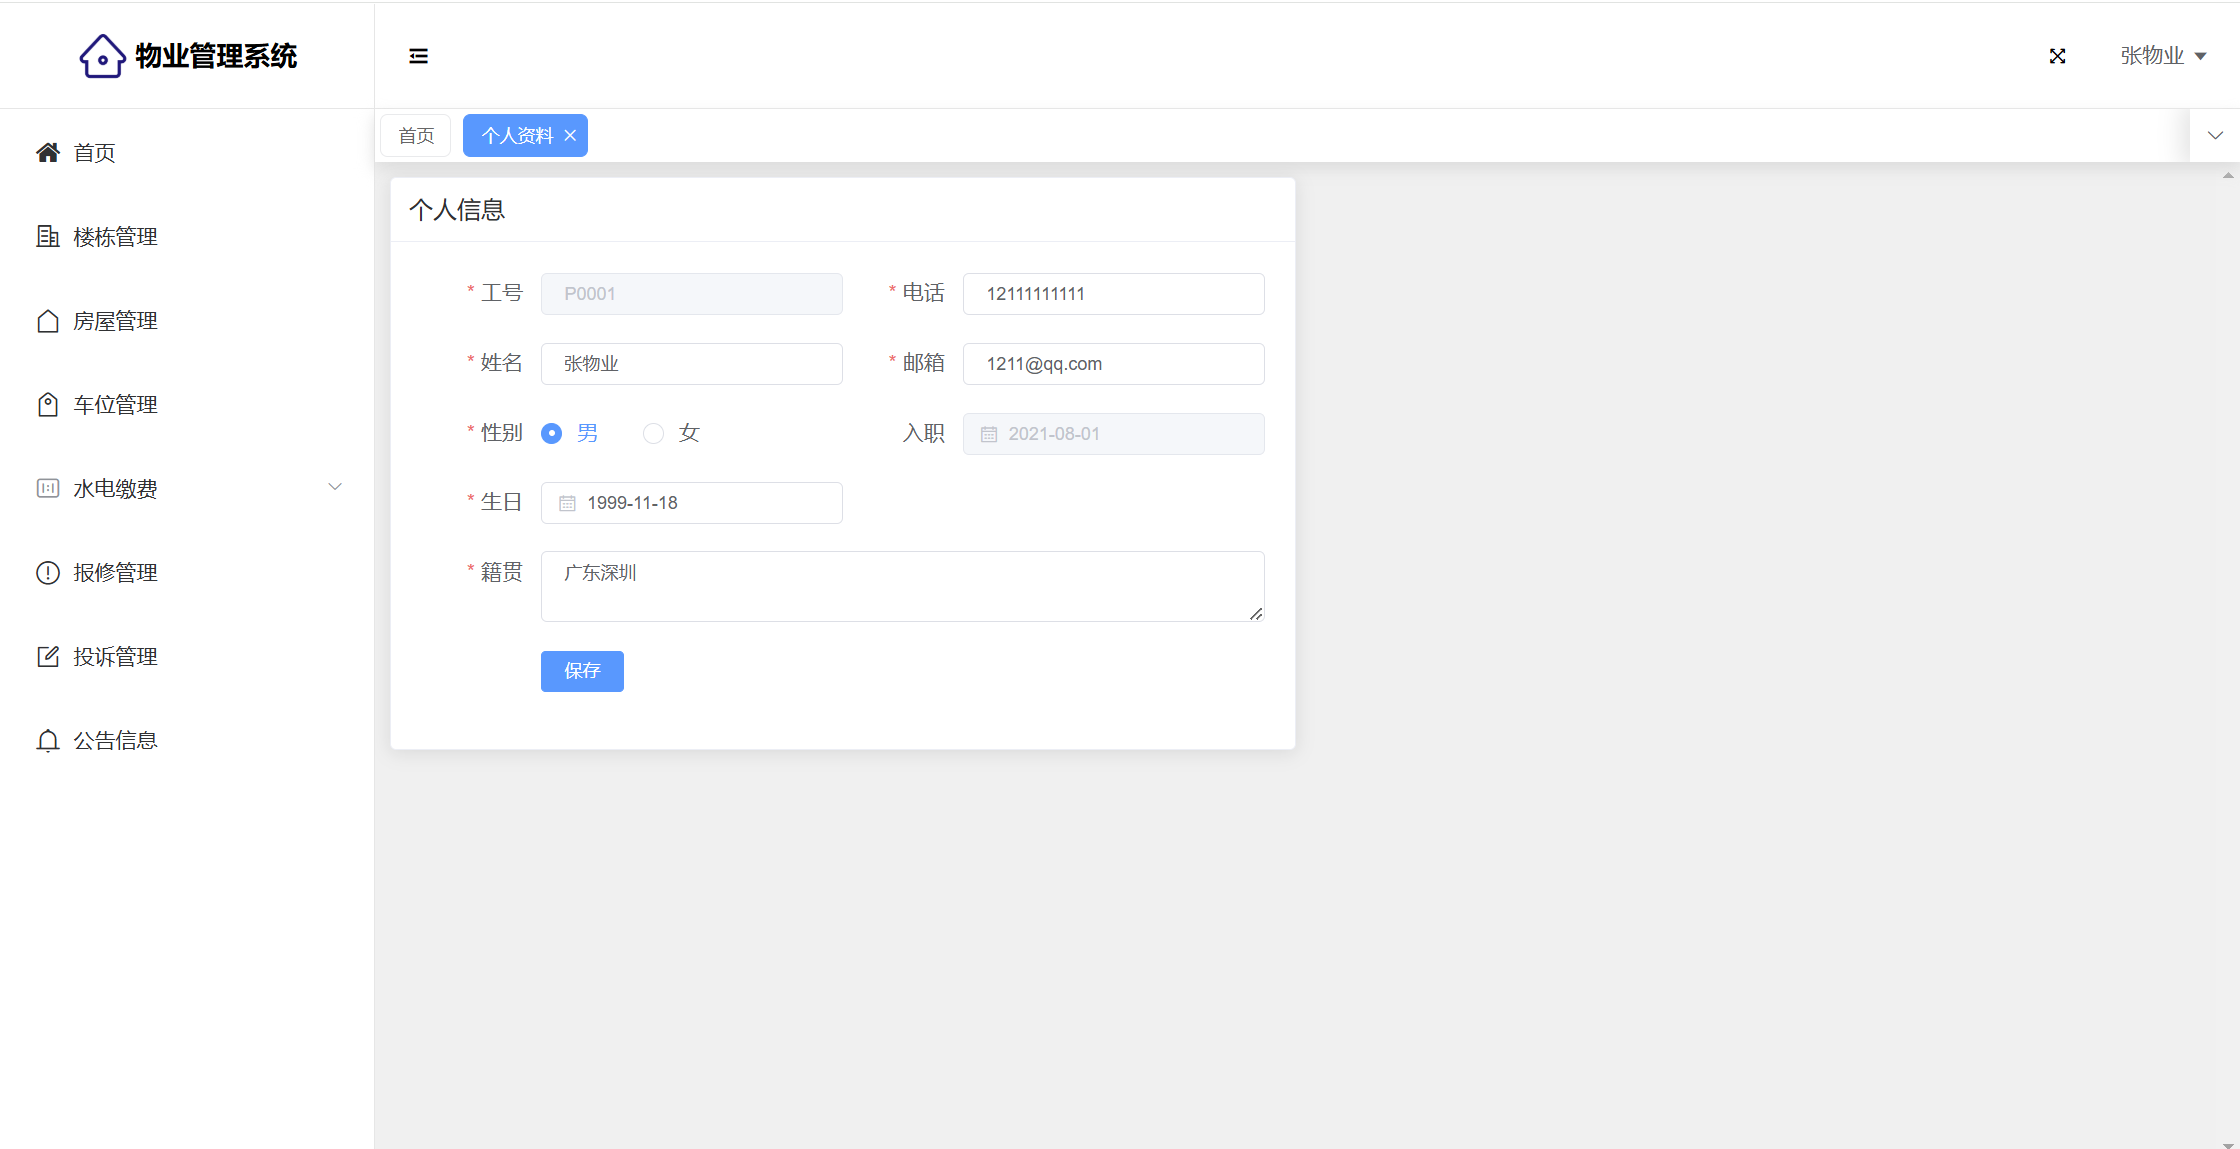 物业管理系统
张物业
首页
楼栋管理
房屋管理
车位管理
水电缴费
报修管理
投诉管理
公告信息
首页
个人资料
个人信息
* 工号 P0001
* 电话 12111111111
* 姓名 张物业
* 邮箱 1211@qq.com
* 性别 男 女
入职 2021-08-01
* 生日 1999-11-18
* 籍贯 广东深圳
保存